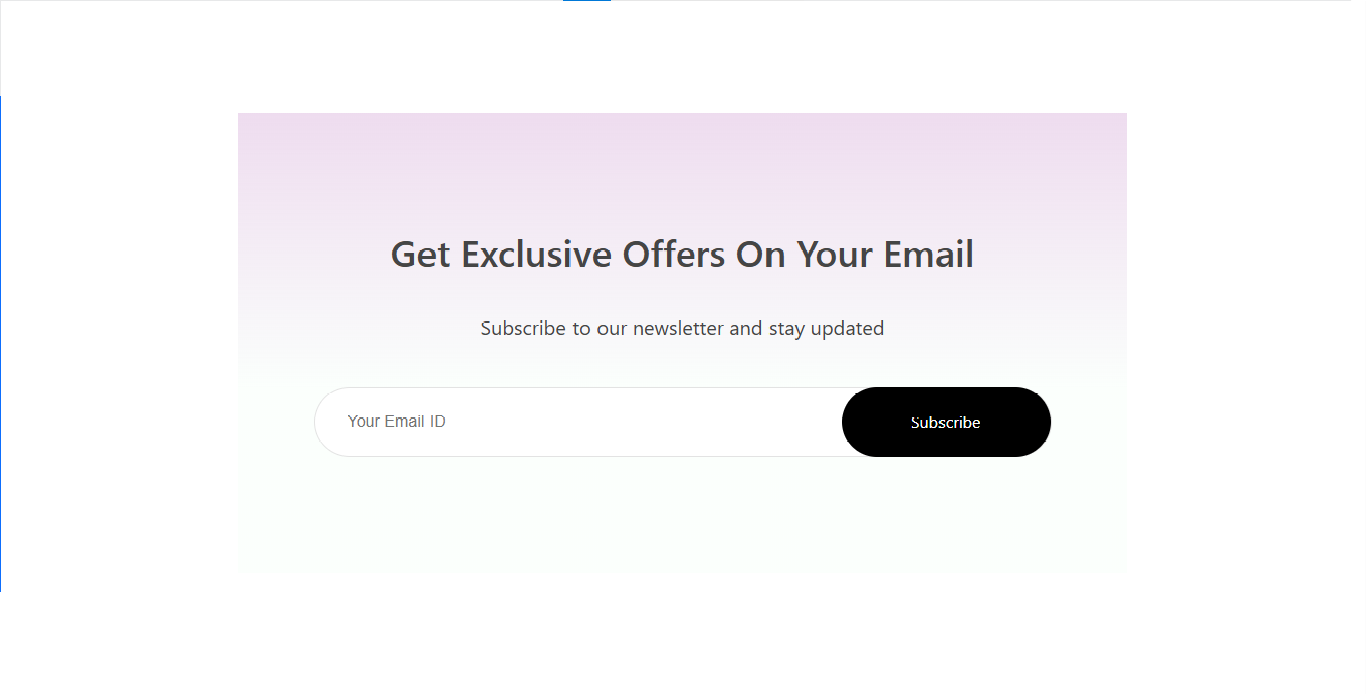 Get Exclusive Offers On Your Email
Subscribe to our newsletter and stay updated
Your Email ID
Subscribe